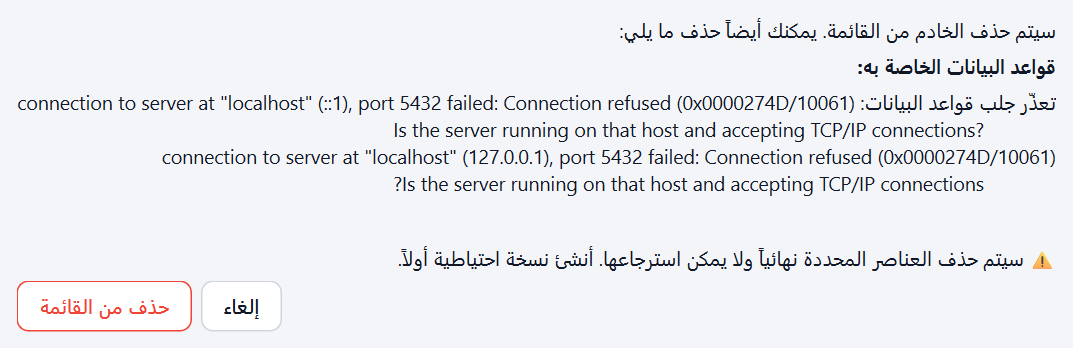 سيتم حذف الخادم من القائمة. يمكنك أيضاً حذف ما يلي:
قواعد البيانات الخاصة به:
تعذّر جلب قواعد البيانات: connection to server at "localhost" (::1), port 5432 failed: Connection refused (0x0000274D/10061)
Is the server running on that host and accepting TCP/IP connections?
connection to server at "localhost" (127.0.0.1), port 5432 failed: Connection refused (0x0000274D/10061)
Is the server running on that host and accepting TCP/IP connections?
⚠️ سيتم حذف العناصر المحددة نهائياً ولا يمكن استرجاعها. أنشئ نسخة احتياطية أولاً.
إلغاء
حذف من القائمة